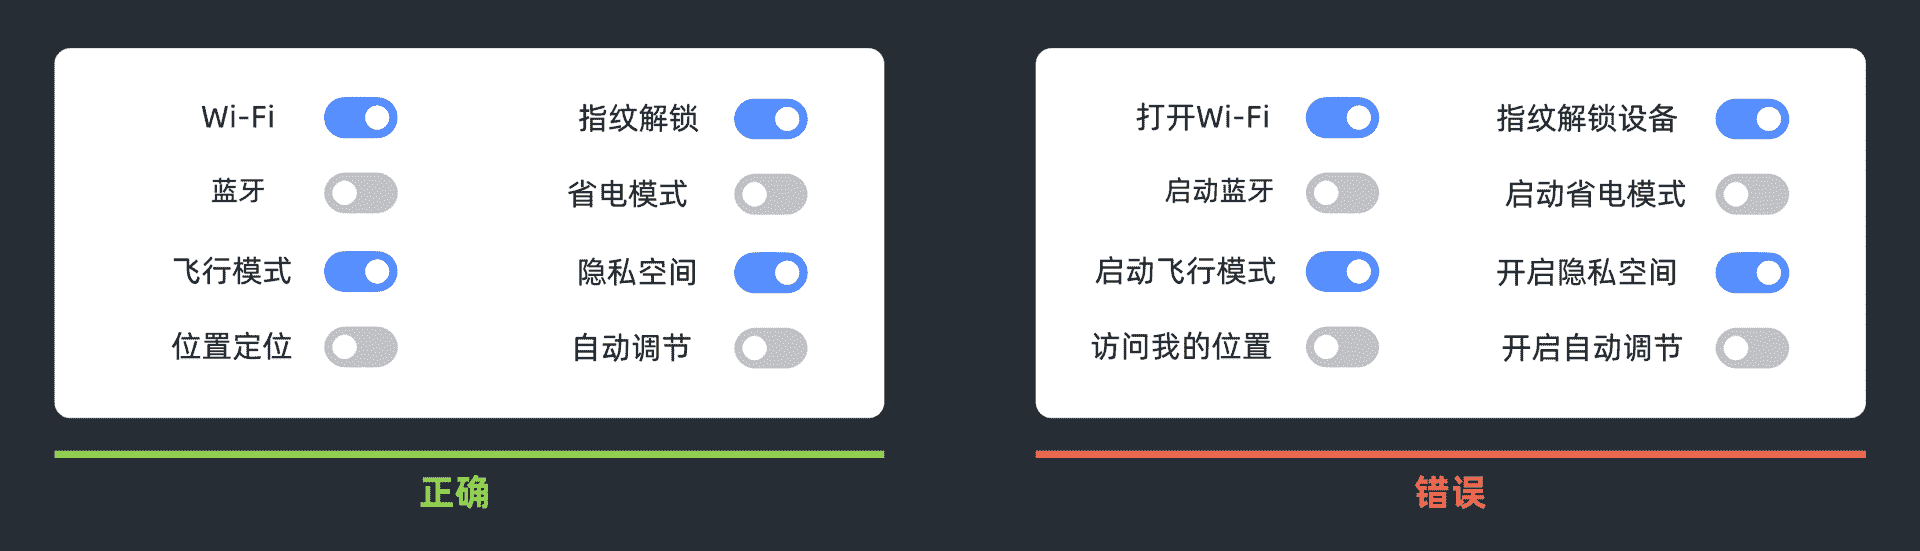 Wi-Fi
指纹解锁
蓝牙
省电模式
飞行模式
隐私空间
位置定位
自动调节
正确
打开Wi-Fi
指纹解锁设备
启动蓝牙
启动省电模式
启动飞行模式
开启隐私空间
访问我的位置
开启自动调节
错误